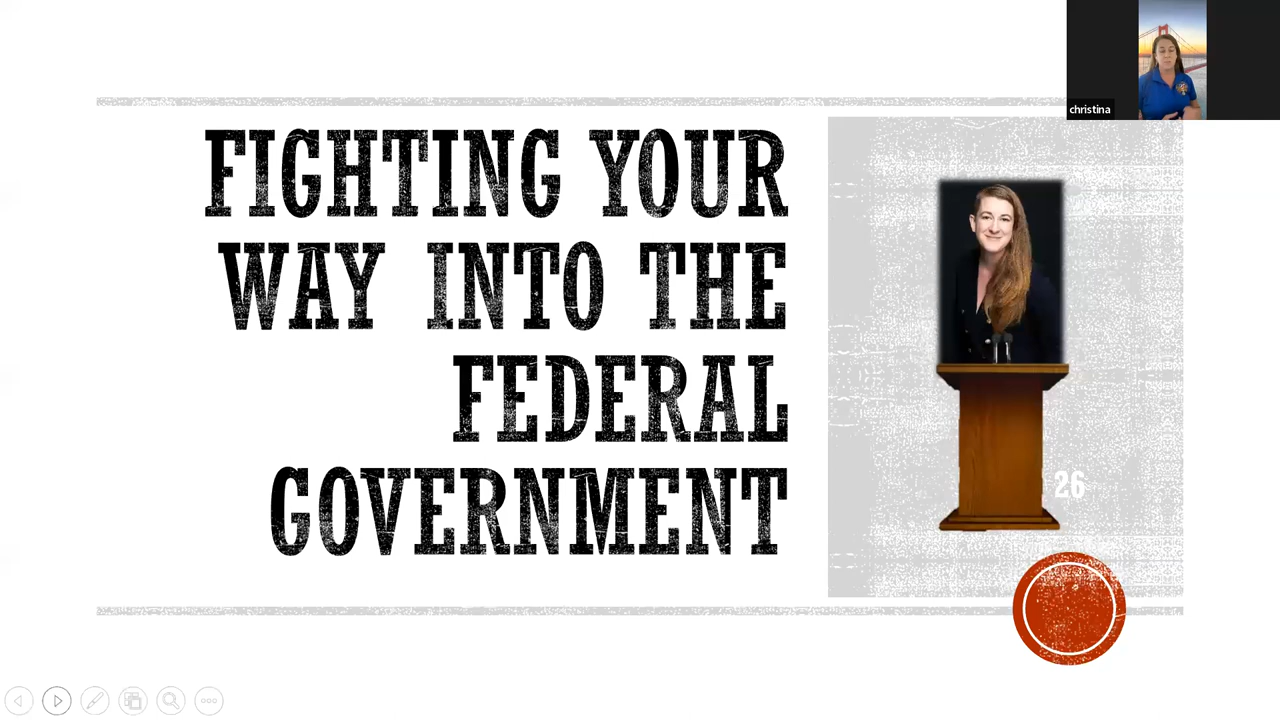 christina
FIGHTING YOUR
WAY INTO THE
FEDERAL
GOVERNMENT
26